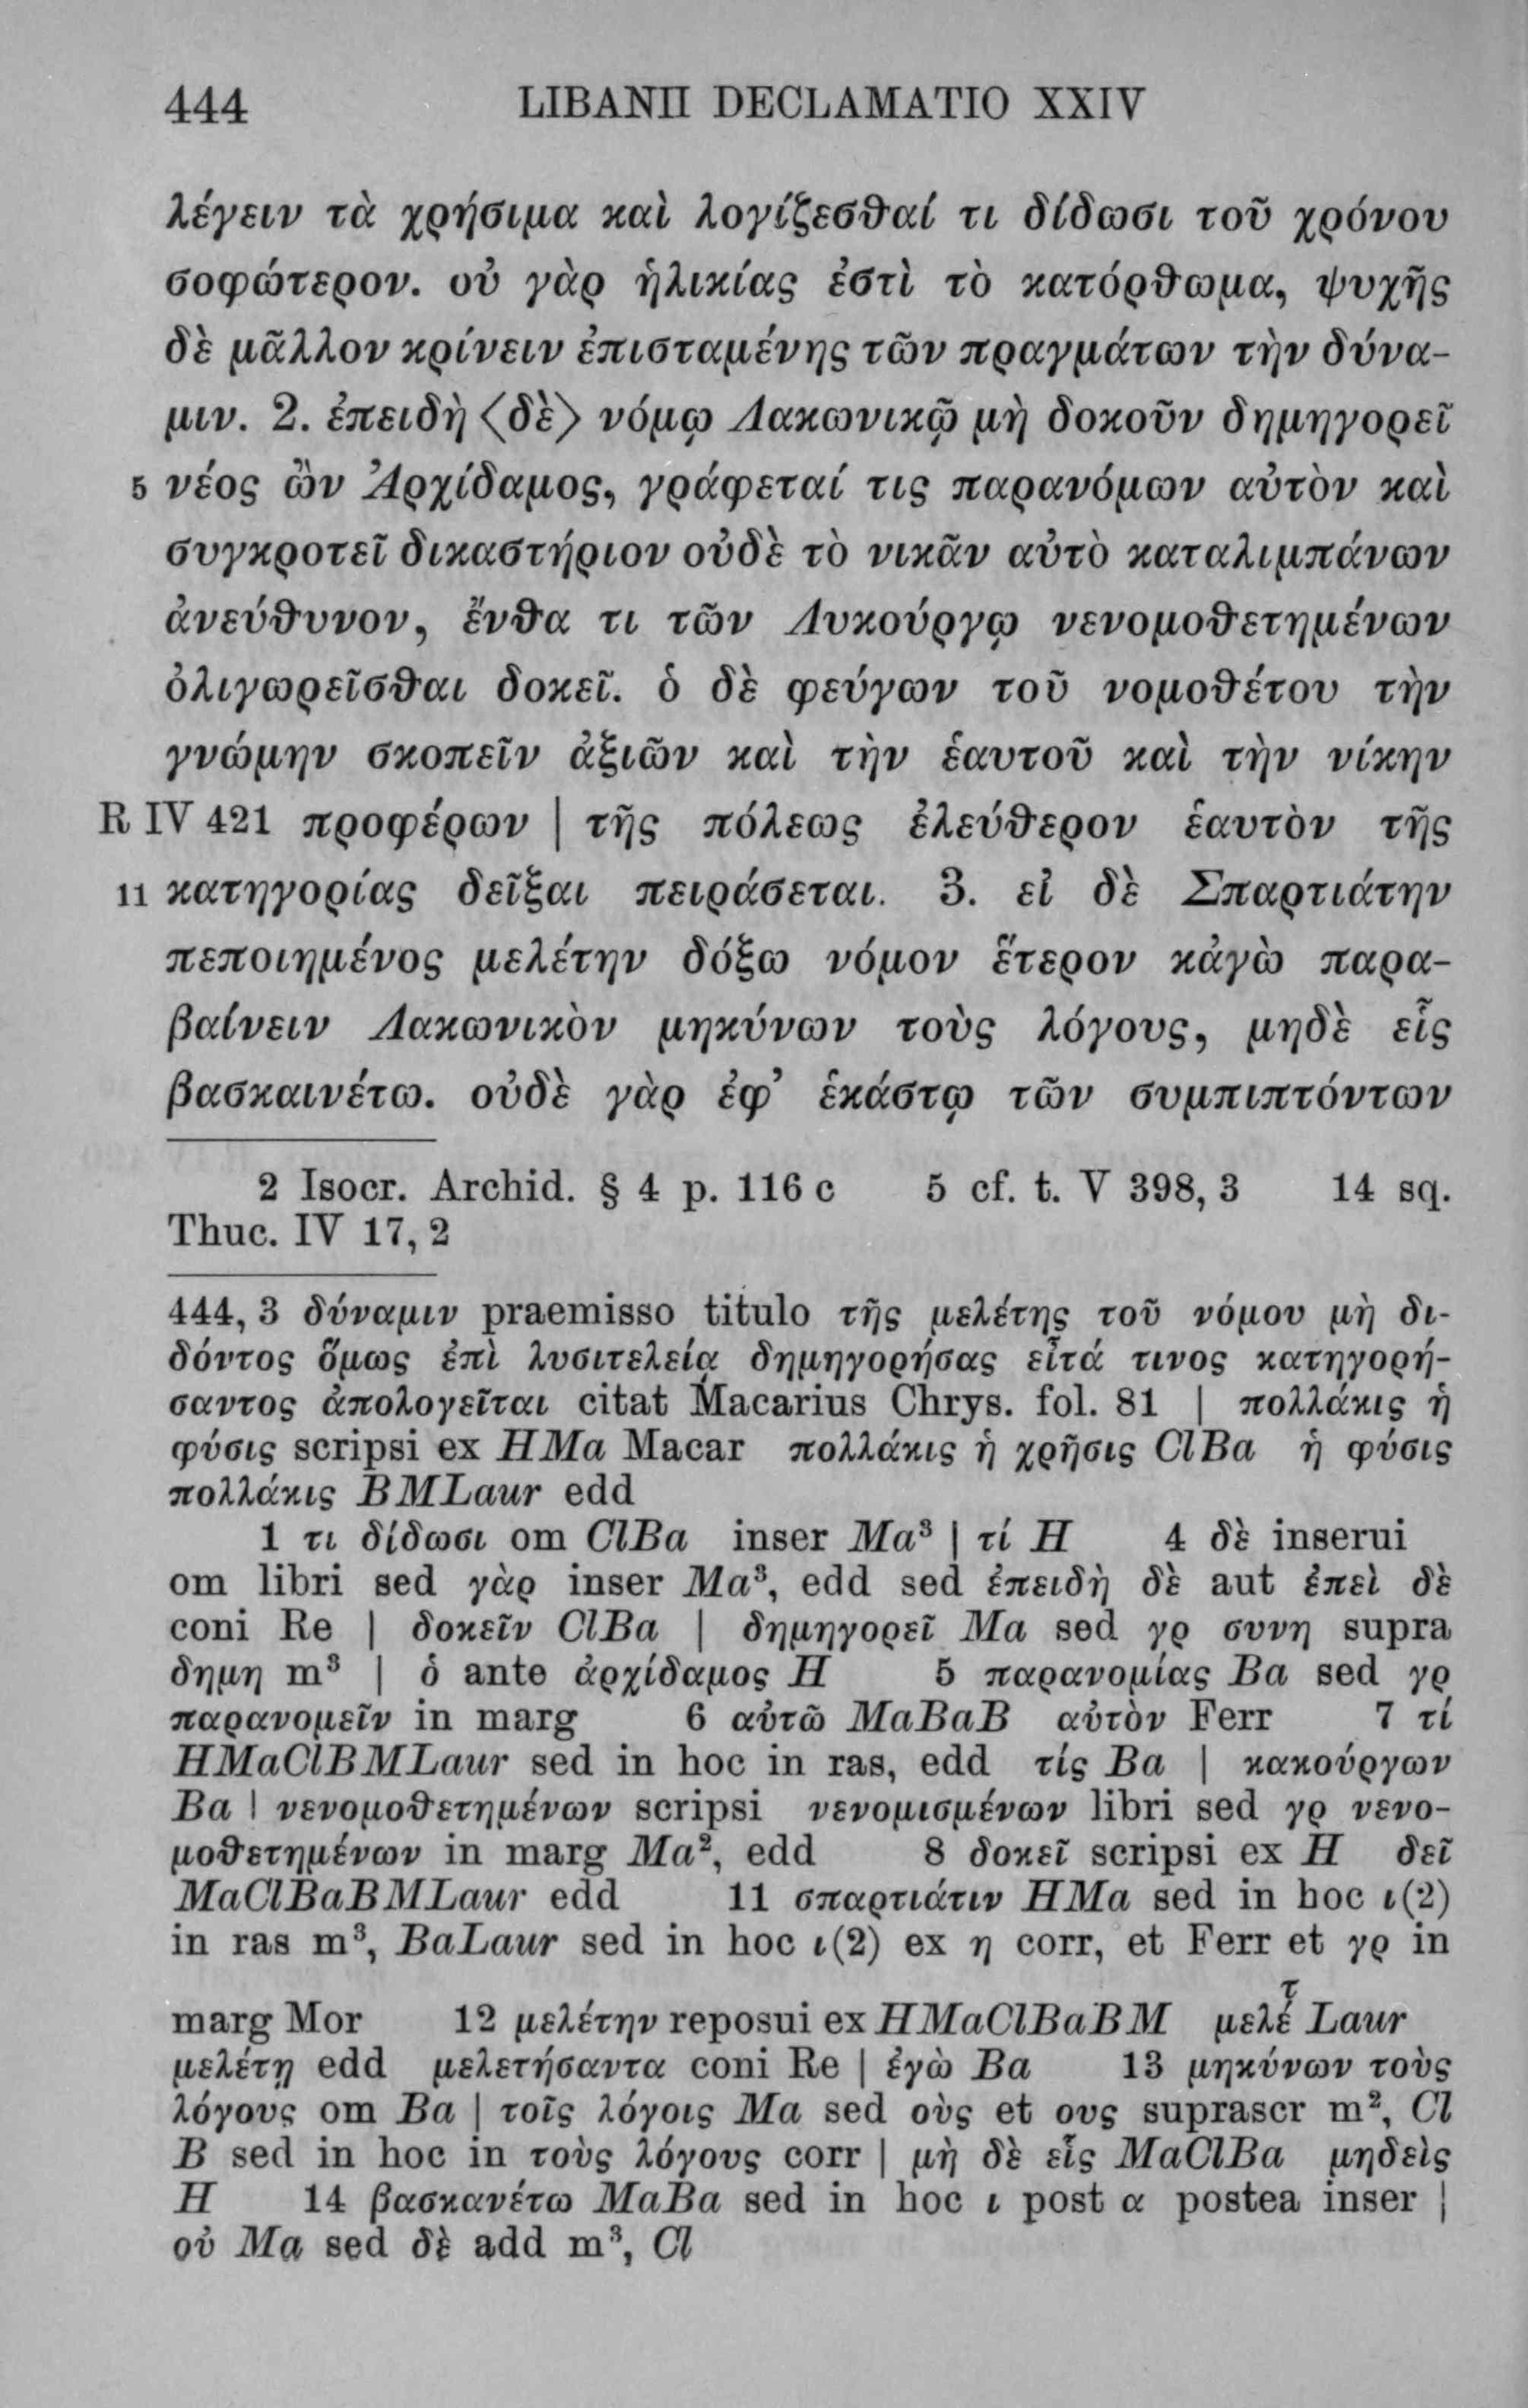 444 LIBANII DECLAMATIO XXIV
λέγειν τὰ χρήσιμα καὶ λογίζεσθαί τι δίδωσι τοῦ χρόνου
σοφώτερον. οὐ γὰρ ἡλικίας ἐστὶ τὸ κατόρθωμα, ψυχῆς
δὲ μᾶλλον κρίνειν ἐπισταμένης τῶν πραγμάτων τὴν δύνα-
μιν. 2. ἐπειδὴ ⟨δὲ⟩ νόμῳ Λακωνικῷ μὴ δοκοῦν δημηγορεῖ
5 νέος ὢν Ἀρχίδαμος, γράφεταί τις παρανόμων αὐτὸν καὶ
συγκροτεῖ δικαστήριον οὐδὲ τὸ νικᾶν αὐτὸ καταλιμπάνων
ἀνεύθυνον, ἔνθα τι τῶν Λυκούργῳ νενομοθετημένων
ὀλιγωρεῖσθαι δοκεῖ. ὁ δὲ φεύγων τοῦ νομοθέτου τὴν
γνώμην σκοπεῖν ἀξιῶν καὶ τὴν ἑαυτοῦ καὶ τὴν νίκην
R IV 421 προφέρων | τῆς πόλεως ἐλεύθερον ἑαυτὸν τῆς
11 κατηγορίας δεῖξαι πειράσεται. 3. εἰ δὲ Σπαρτιάτην
πεποιημένος μελέτην δόξω νόμον ἕτερον κἀγὼ παρα-
βαίνειν Λακωνικὸν μηκύνων τοὺς λόγους, μηδὲ εἷς
βασκαινέτω. οὐδὲ γὰρ ἐφ’ ἑκάστῳ τῶν συμπιπτόντων
2 Isocr. Archid. § 4 p. 116 c 5 cf. t. V 398, 3 14 sq.
Thuc. IV 17, 2
444, 3 δύναμιν praemisso titulo τῆς μελέτης τοῦ νόμου μὴ δι-
δόντος ὅμως ἐπὶ λυσιτελείᾳ δημηγορήσας εἶτά τινος κατηγορή-
σαντος ἀπολογεῖται citat Macarius Chrys. fol. 81 | πολλάκις ἡ
φύσις scripsi ex HMa Macar πολλάκις ἡ χρῆσις ClBa ἡ φύσις
πολλάκις BMLaur edd
1 τι δίδωσι om ClBa inser Ma³ | τί H 4 δὲ inserui
om libri sed γὰρ inser Ma³, edd sed ἐπειδὴ δὲ aut ἐπεὶ δὲ
coni Re | δοκεῖν ClBa | δημηγορεῖ Ma sed γρ συνη supra
δημη m³ | ὁ ante ἀρχίδαμος H 5 παρανομίας Ba sed γρ
παρανομεῖν in marg 6 αὐτῶ MaBaB αὐτὸν Ferr 7 τί
HMaClBMLaur sed in hoc in ras, edd τίς Ba | κακούργων
Ba | νενομοθετημένων scripsi νενομισμένων libri sed γρ νενο-
μοθετημένων in marg Ma², edd 8 δοκεῖ scripsi ex H δεῖ
MaClBaBMLaur edd 11 σπαρτιάτιν HMa sed in hoc ι(2)
in ras m³, BaLaur sed in hoc ι(2) ex η corr, et Ferr et γρ in
marg Mor 12 μελέτην reposui ex HMaClBaBM μελέτ Laur
μελέτῃ edd μελετήσαντα coni Re | ἐγὼ Ba 13 μηκύνων τοὺς
λόγους om Ba | τοῖς λόγοις Ma sed οὺς et ους suprascr m², Cl
B sed in hoc in τοὺς λόγους corr | μὴ δὲ εἷς MaClBa μηδεὶς
H 14 βασκανέτω MaBa sed in hoc ι post α postea inser |
οὐ Ma sed δὲ add m³, Cl